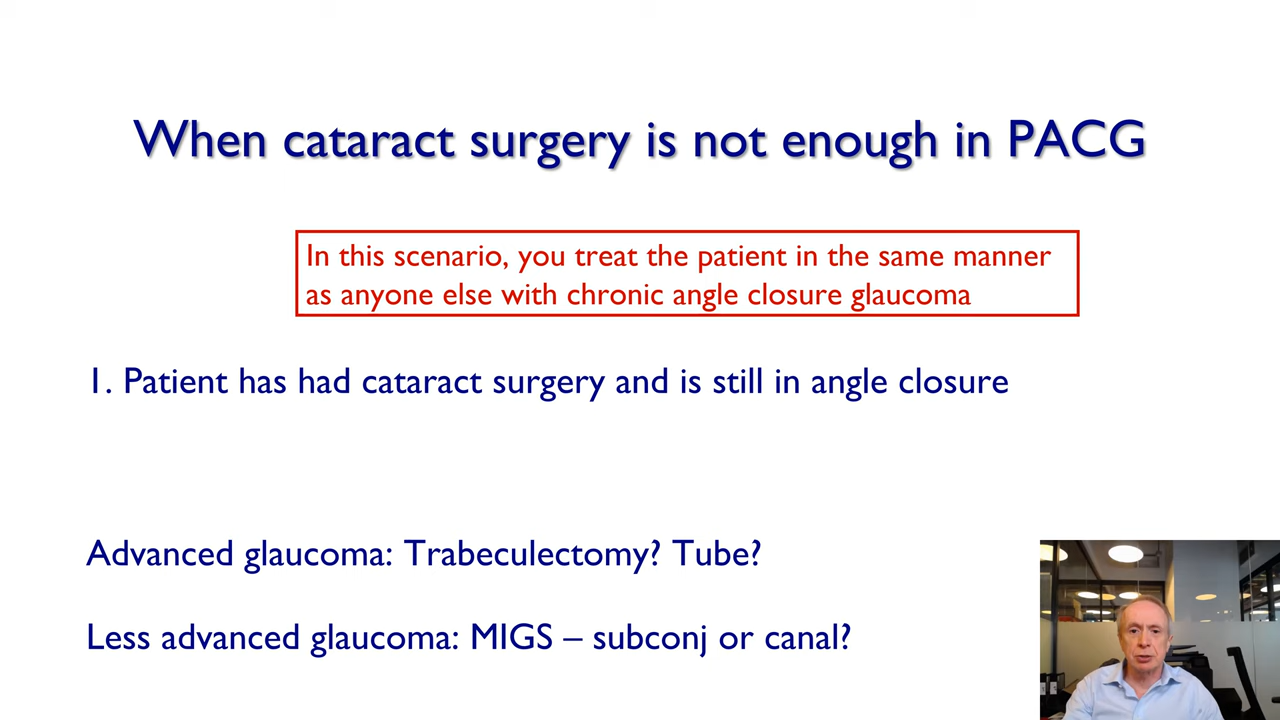 When cataract surgery is not enough in PACG
In this scenario, you treat the patient in the same manner
as anyone else with chronic angle closure glaucoma
1. Patient has had cataract surgery and is still in angle closure
Advanced glaucoma: Trabeculectomy? Tube?
Less advanced glaucoma: MIGS – subconj or canal?